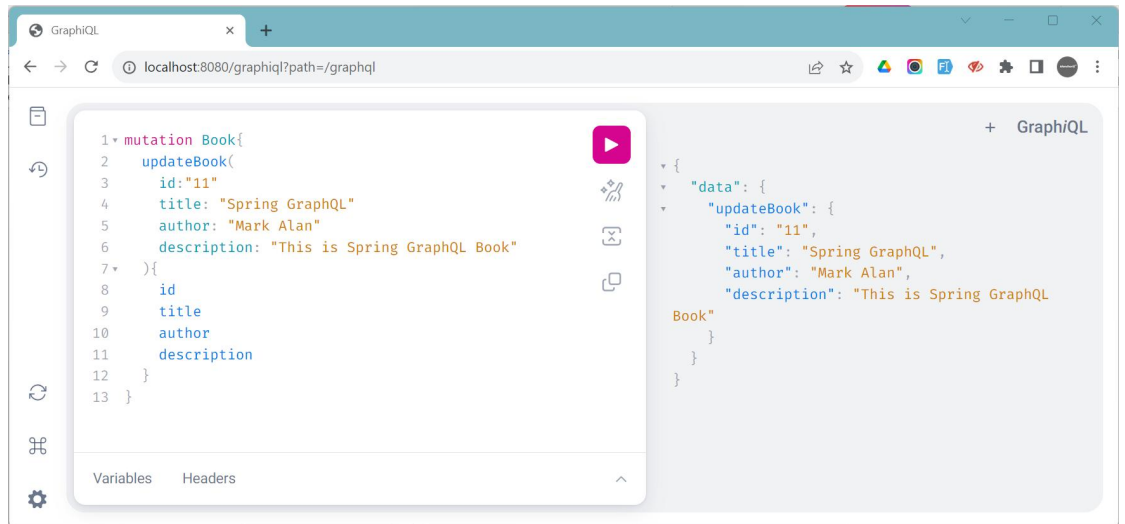 GraphiQL
localhost:8080/graphiql?path=/graphql
1 mutation Book{
2 updateBook(
3 id:"11"
4 title: "Spring GraphQL"
5 author: "Mark Alan"
6 description: "This is Spring GraphQL Book"
7 ){
8 id
9 title
10 author
11 description
12 }
13 }
Variables Headers
+ GraphiQL
{
"data": {
"updateBook": {
"id": "11",
"title": "Spring GraphQL",
"author": "Mark Alan",
"description": "This is Spring GraphQL
Book"
}
}
}